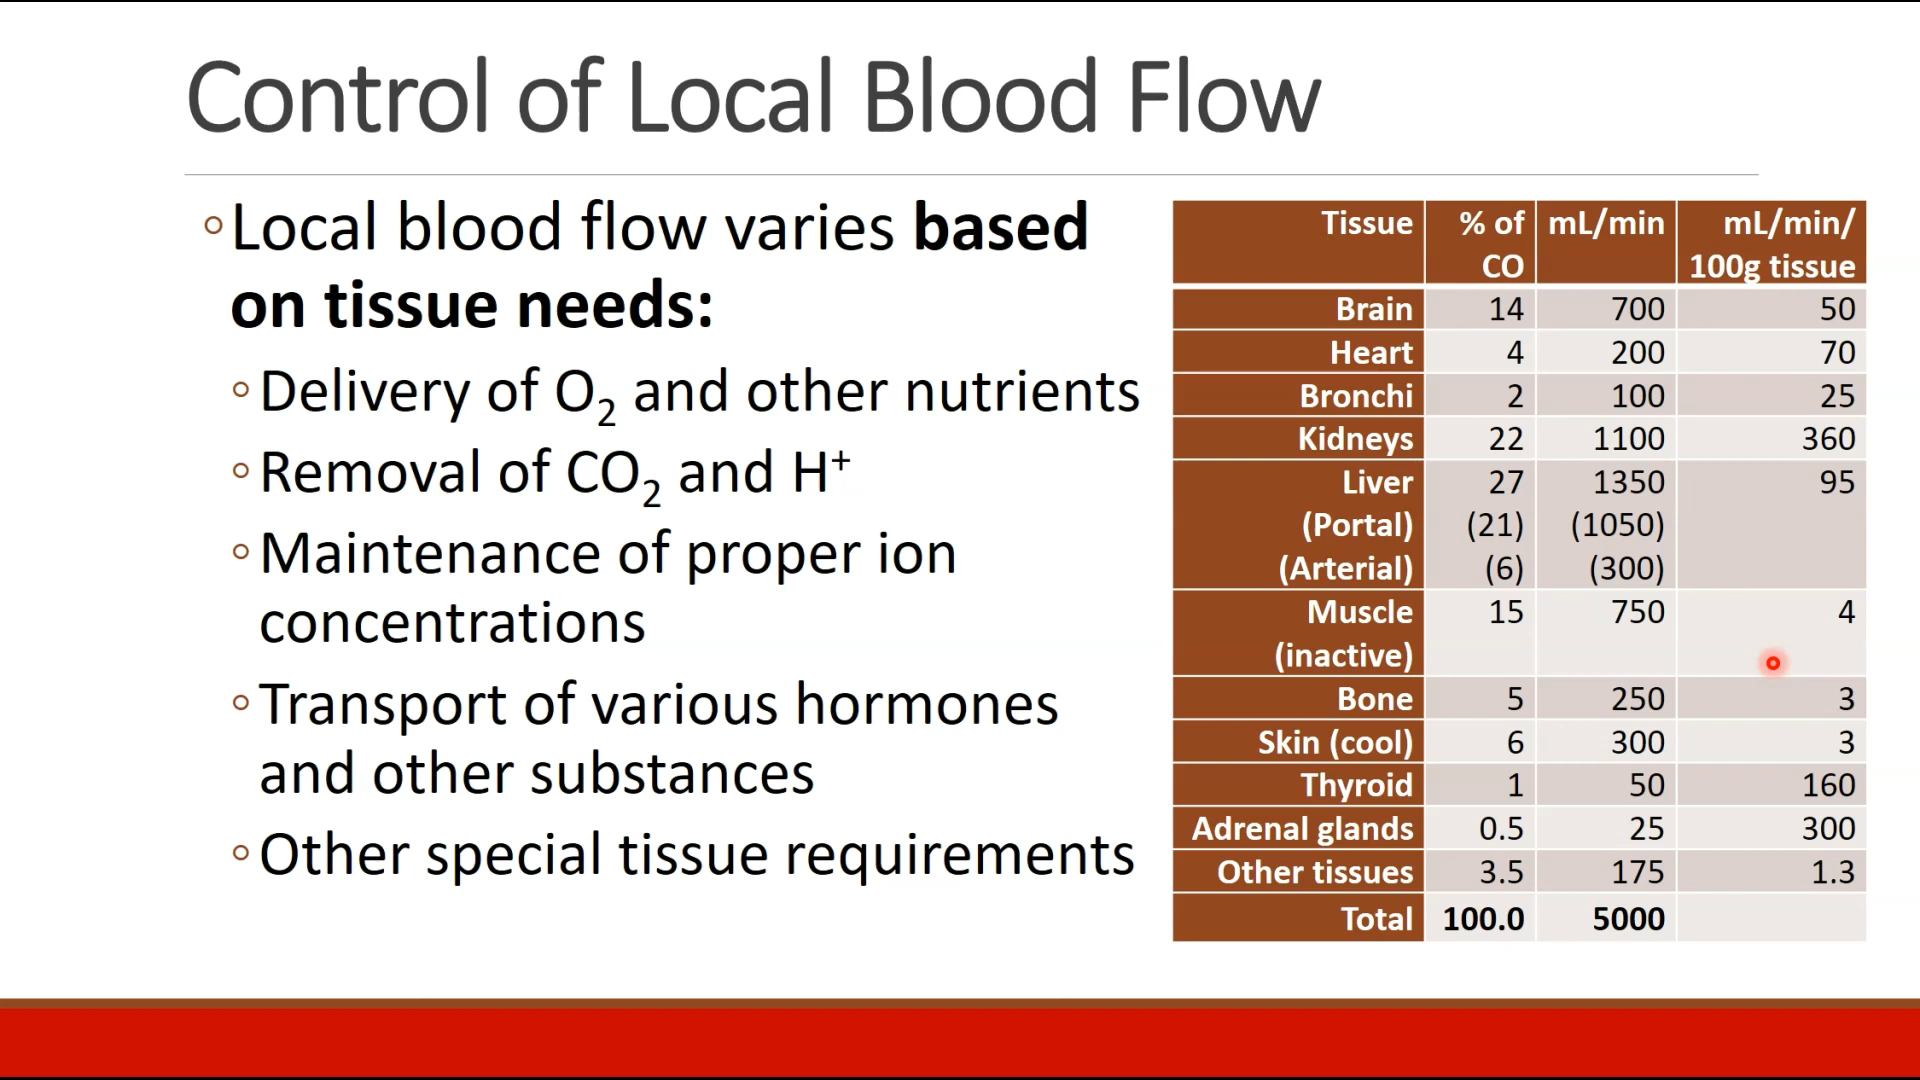 Control of Local Blood Flow
◦Local blood flow varies based
on tissue needs:
◦Delivery of O₂ and other nutrients
◦Removal of CO₂ and H⁺
◦Maintenance of proper ion
concentrations
◦Transport of various hormones
and other substances
◦Other special tissue requirements
Tissue % of CO mL/min mL/min/ 100g tissue
Brain 14 700 50
Heart 4 200 70
Bronchi 2 100 25
Kidneys 22 1100 360
Liver 27 1350 95
(Portal) (21) (1050)
(Arterial) (6) (300)
Muscle 15 750 4
(inactive)
Bone 5 250 3
Skin (cool) 6 300 3
Thyroid 1 50 160
Adrenal glands 0.5 25 300
Other tissues 3.5 175 1.3
Total 100.0 5000